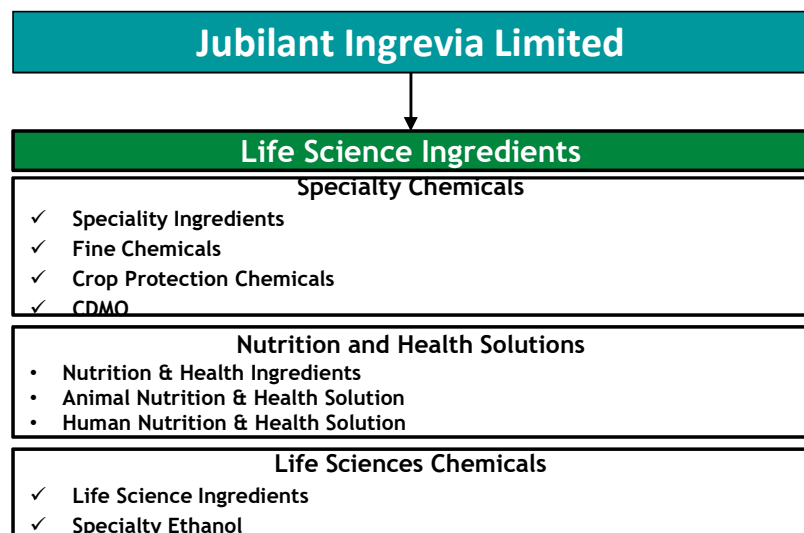 Jubilant Ingrevia Limited
Life Science Ingredients
Specialty Chemicals
✓ Speciality Ingredients
✓ Fine Chemicals
✓ Crop Protection Chemicals
✓ CDMO
Nutrition and Health Solutions
• Nutrition & Health Ingredients
• Animal Nutrition & Health Solution
• Human Nutrition & Health Solution
Life Sciences Chemicals
✓ Life Science Ingredients
✓ Specialty Ethanol